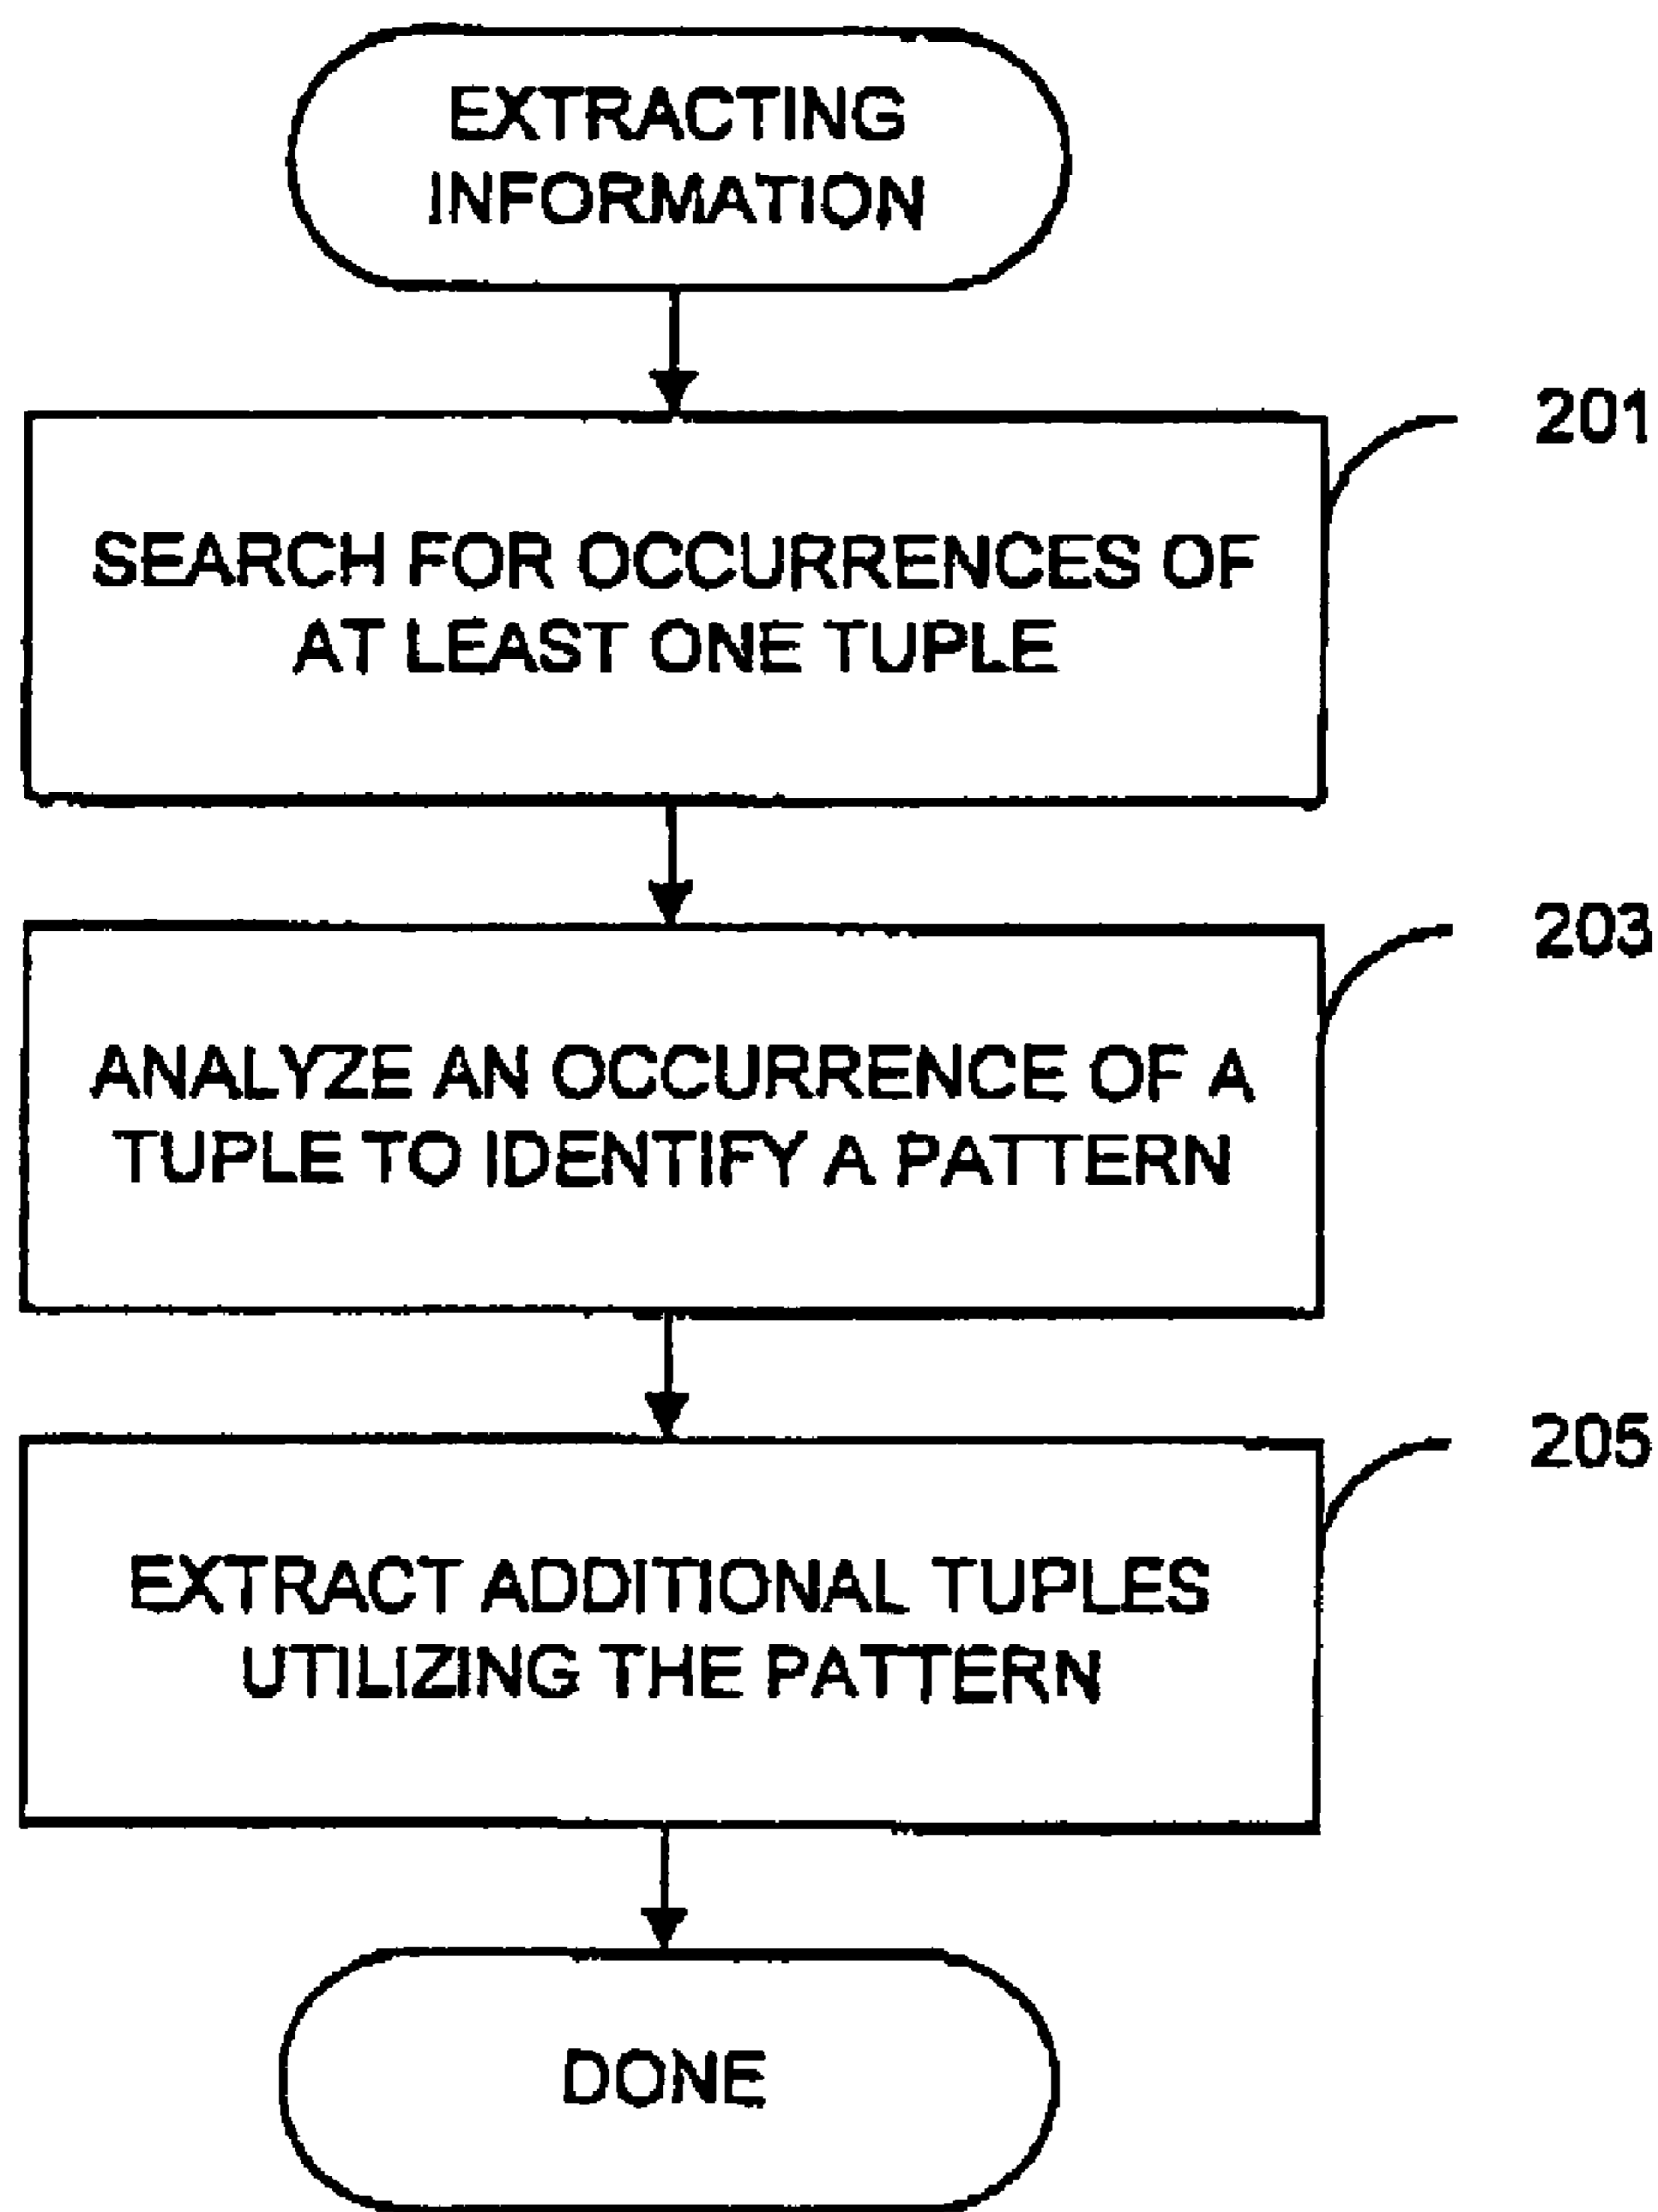 EXTRACTING
INFORMATION
201
SEARCH FOR OCCURRENCES OF
AT LEAST ONE TUPLE
203
ANALYZE AN OCCURRENCE OF A
TUPLE TO IDENTIFY A PATTERN
205
EXTRACT ADDITIONAL TUPLES
UTILIZING THE PATTERN
DONE